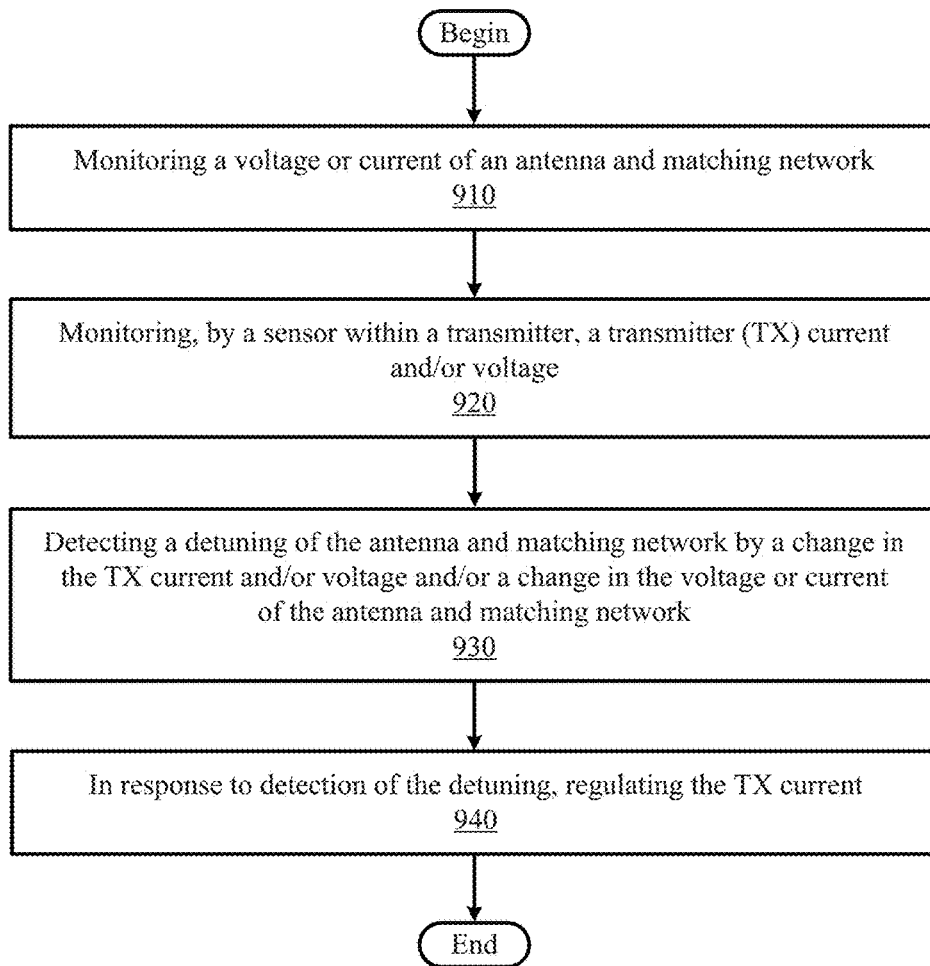 Begin
Monitoring a voltage or current of an antenna and matching network
910
Monitoring, by a sensor within a transmitter, a transmitter (TX) current
and/or voltage
920
Detecting a detuning of the antenna and matching network by a change in
the TX current and/or voltage and/or a change in the voltage or current
of the antenna and matching network
930
In response to detection of the detuning, regulating the TX current
940
End